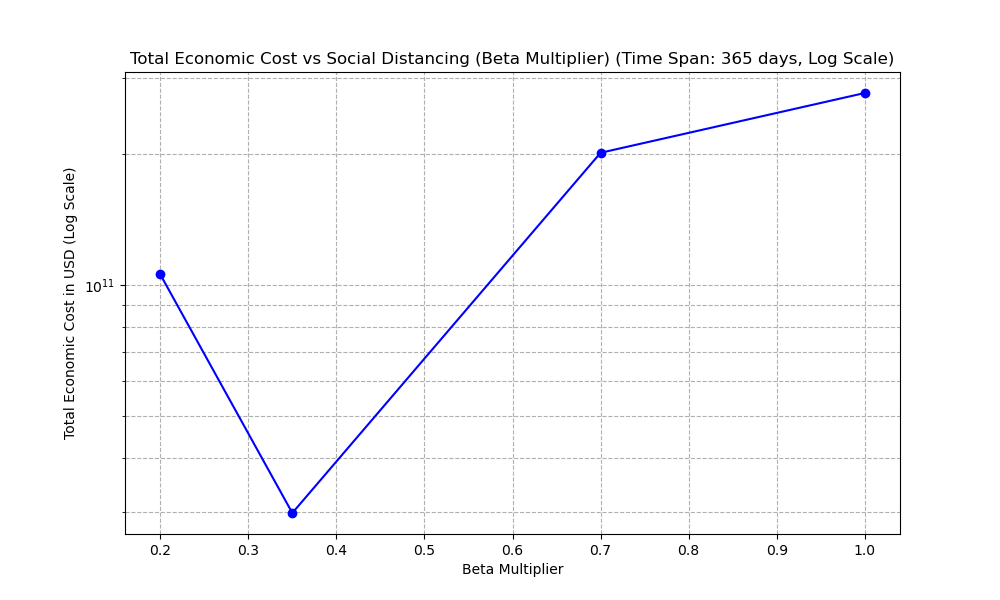 Total Economic Cost vs Social Distancing (Beta Multiplier) (Time Span: 365 days, Log Scale)
Total Economic Cost in USD (Log Scale)
10¹¹
0.2 0.3 0.4 0.5 0.6 0.7 0.8 0.9 1.0
Beta Multiplier